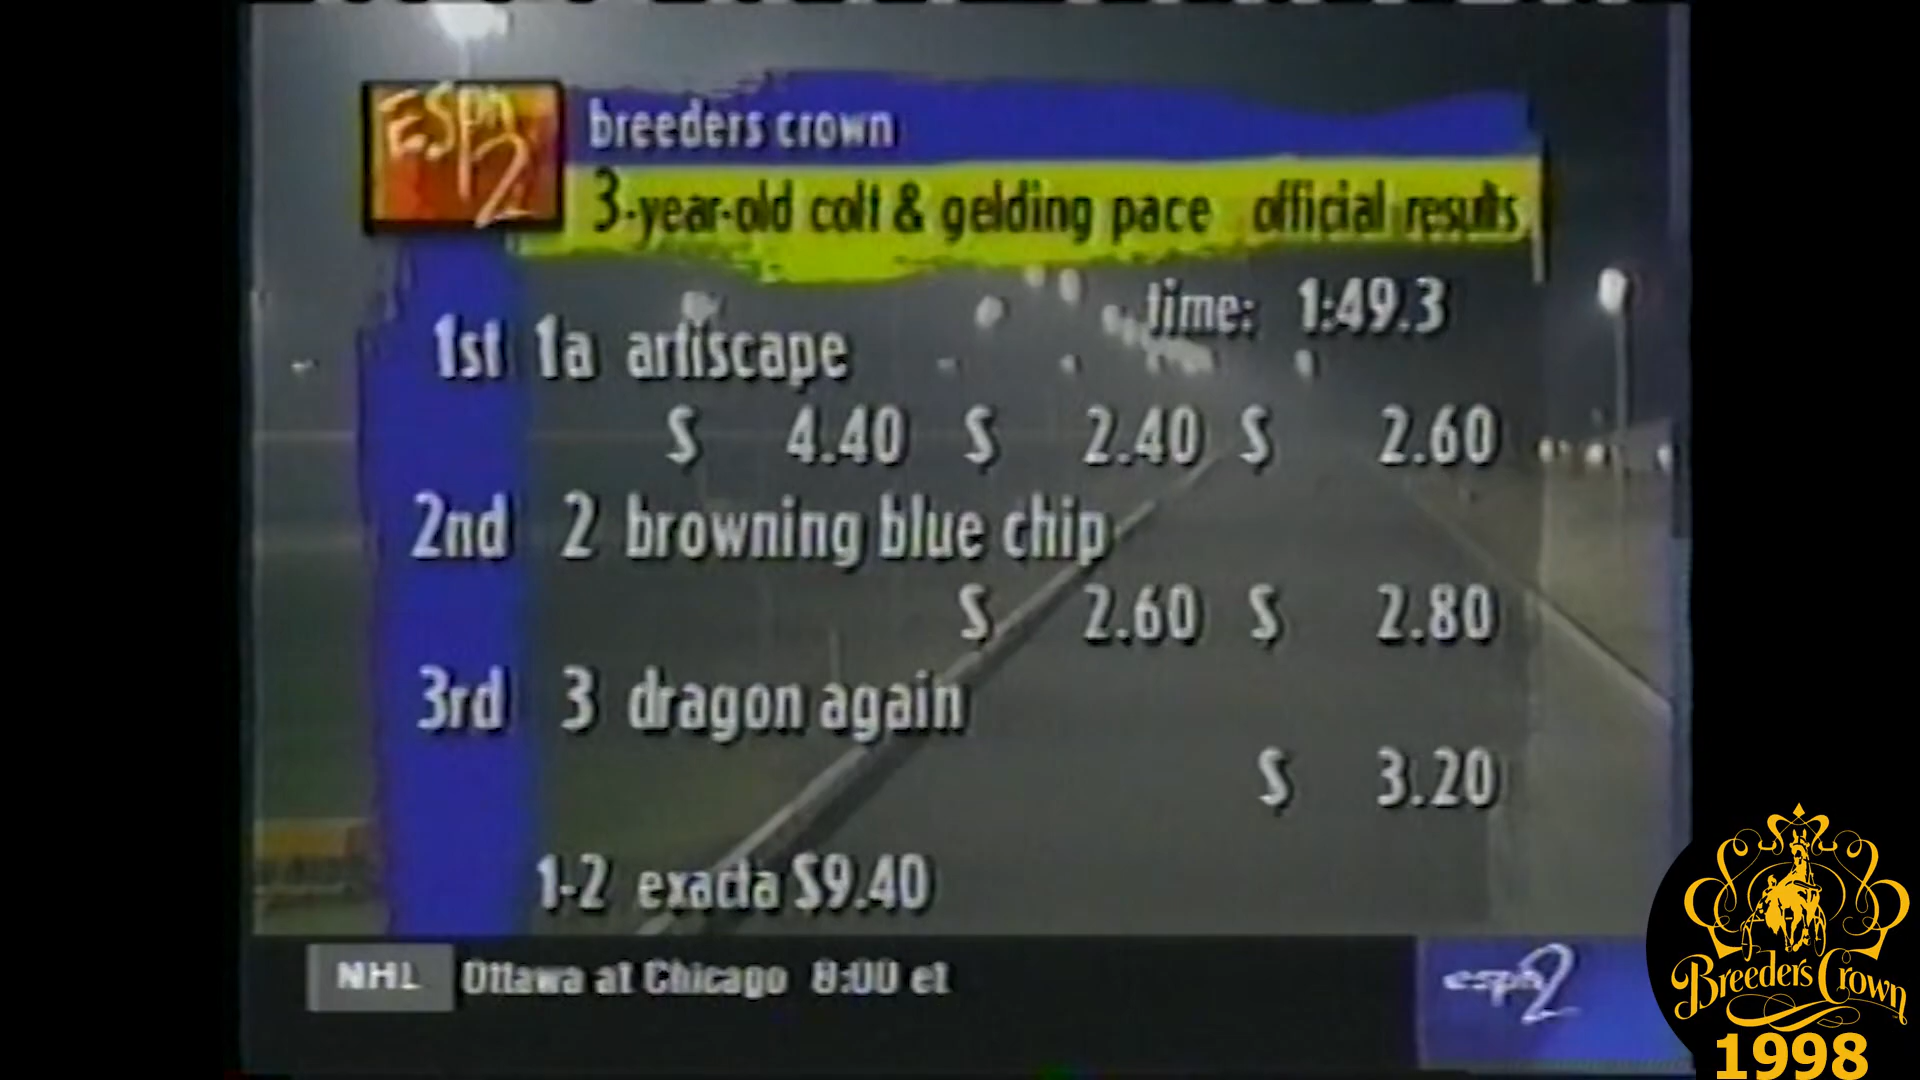 ESPN2
breeders crown
3-year-old colt & gelding pace official results
time: 1:49.3
1st 1a artiscape
$ 4.40 $ 2.40 $ 2.60
2nd 2 browning blue chip
$ 2.60 $ 2.80
3rd 3 dragon again
$ 3.20
1-2 exacta $9.40
NHL Ottawa at Chicago 8:00 et
espn2
Breeders Crown
1998